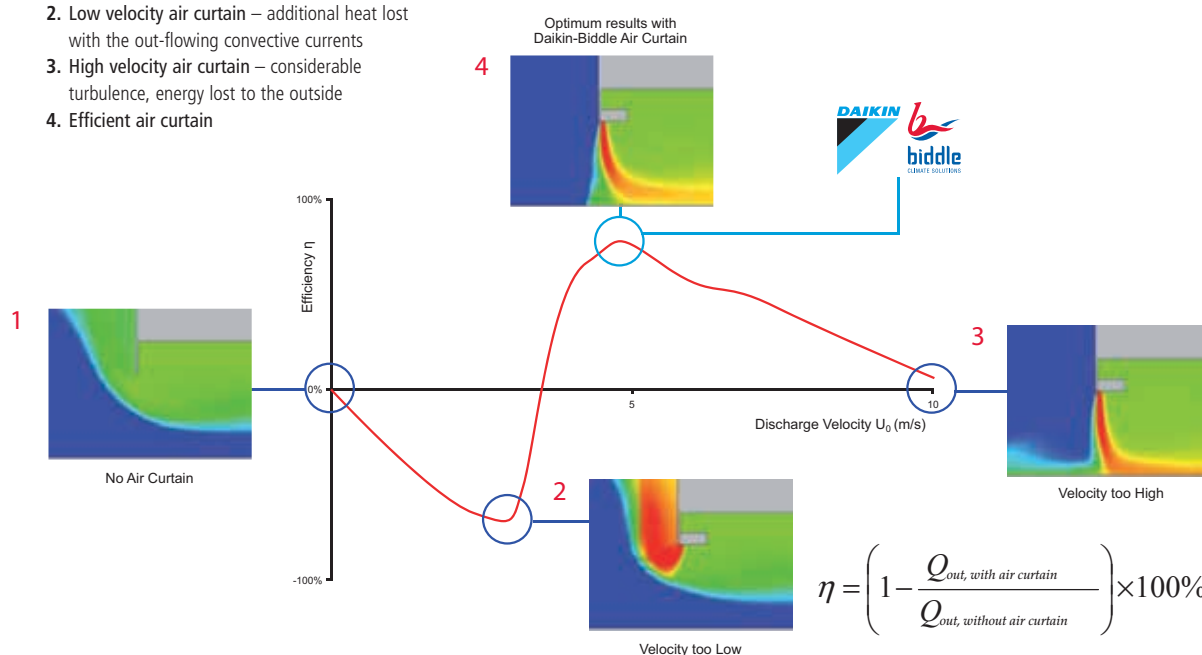 2. Low velocity air curtain – additional heat lost
with the out-flowing convective currents
3. High velocity air curtain – considerable
turbulence, energy lost to the outside
4. Efficient air curtain
Optimum results with
Daikin-Biddle Air Curtain
4
DAIKIN
b
biddle
CLIMATE SOLUTIONS
100%
Efficiency η
1
0%
5
10
Discharge Velocity U₀ (m/s)
3
No Air Curtain
Velocity too High
2
-100%
η = (1 − Qout, with air curtain / Qout, without air curtain) ×100%
Velocity too Low